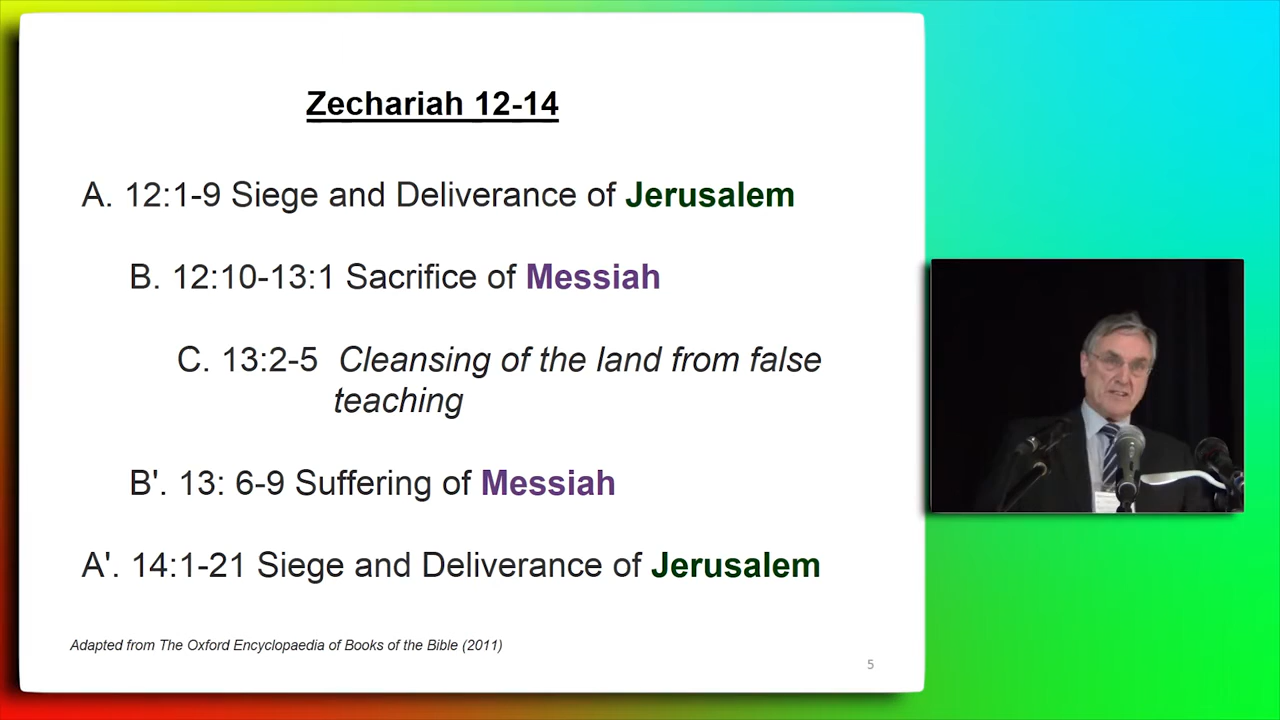 Zechariah 12-14
A. 12:1-9 Siege and Deliverance of Jerusalem
B. 12:10-13:1 Sacrifice of Messiah
C. 13:2-5 Cleansing of the land from false
teaching
B'. 13: 6-9 Suffering of Messiah
A'. 14:1-21 Siege and Deliverance of Jerusalem
Adapted from The Oxford Encyclopaedia of Books of the Bible (2011)
5